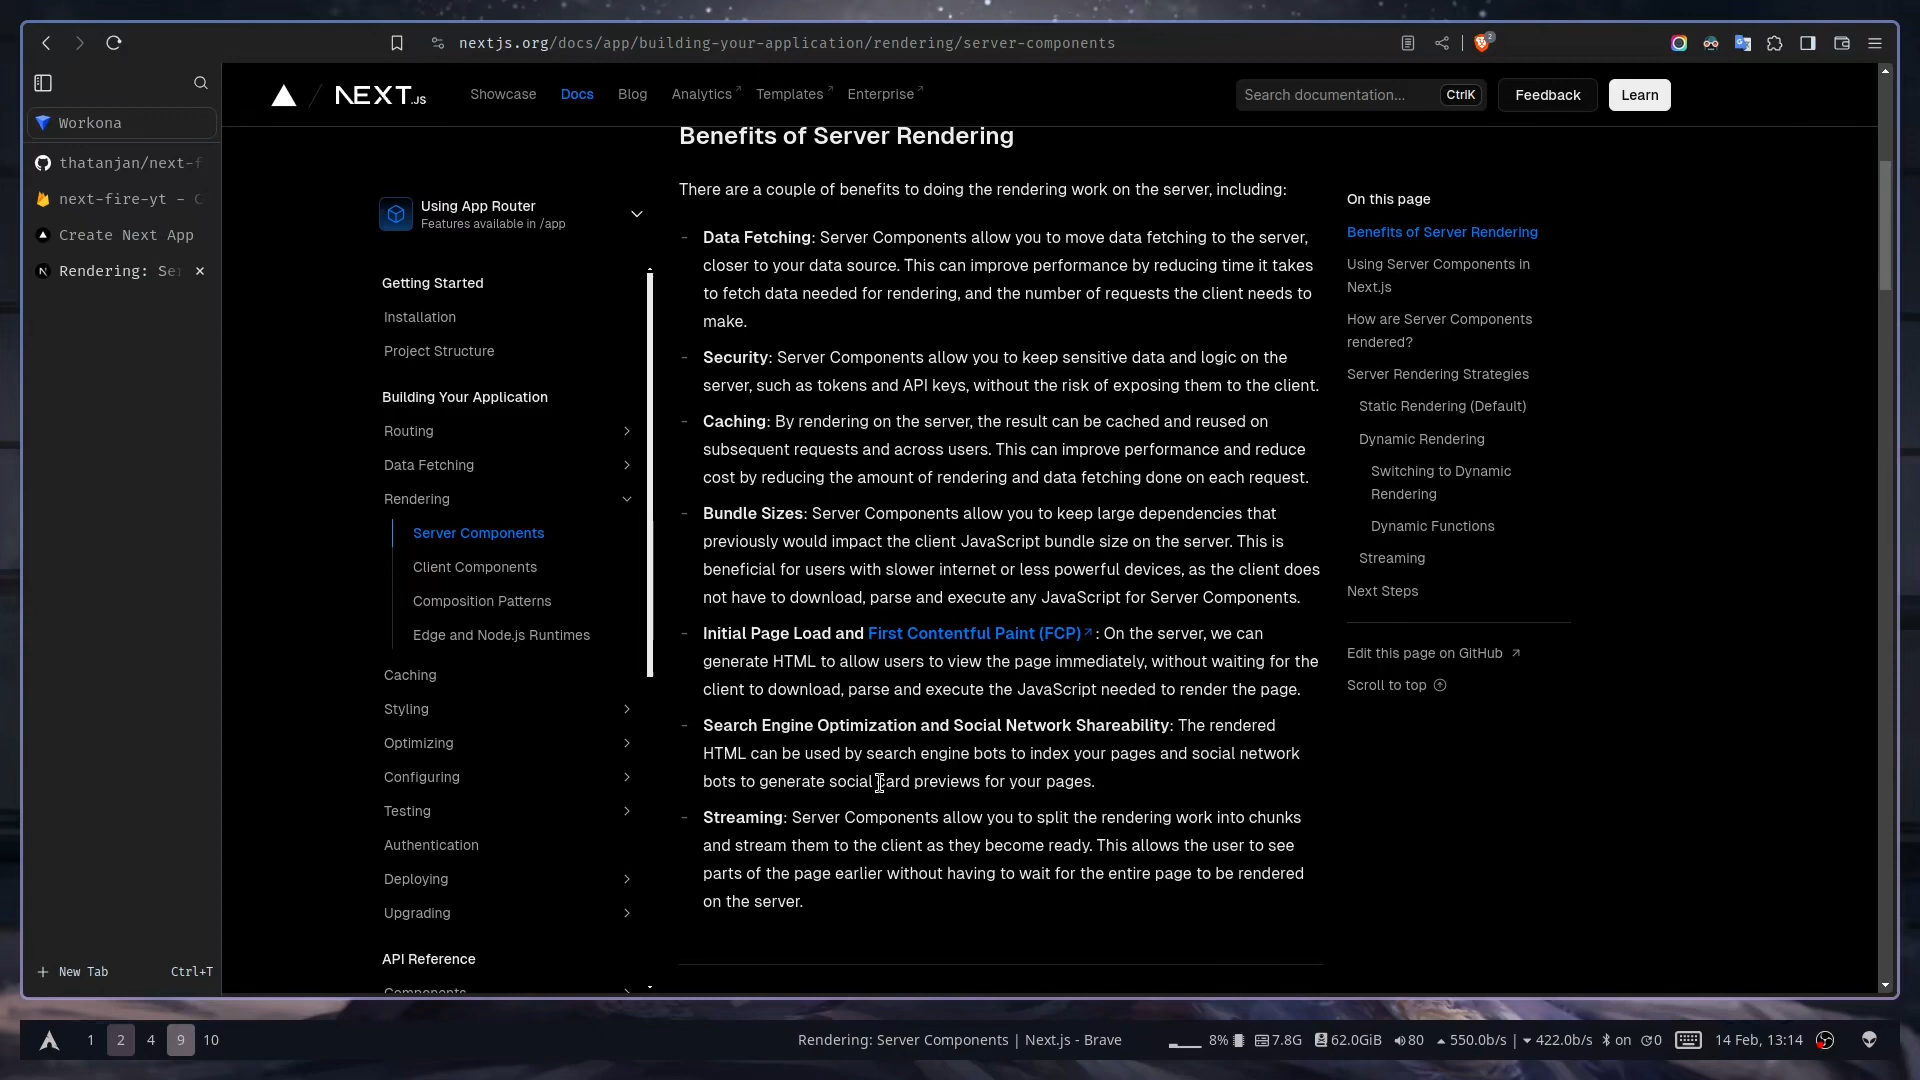 nextjs.org/docs/app/building-your-application/rendering/server-components
2
Workona
thatanjan/next-f
next-fire-yt – C
Create Next App
Rendering: Ser
New Tab Ctrl+T
NEXT.JS
Showcase Docs Blog Analytics Templates Enterprise
Search documentation... CtrlK
Feedback
Learn
Using App Router
Features available in /app
Getting Started
Installation
Project Structure
Building Your Application
Routing
Data Fetching
Rendering
Server Components
Client Components
Composition Patterns
Edge and Node.js Runtimes
Caching
Styling
Optimizing
Configuring
Testing
Authentication
Deploying
Upgrading
API Reference
Components
Benefits of Server Rendering
There are a couple of benefits to doing the rendering work on the server, including:
- Data Fetching: Server Components allow you to move data fetching to the server,
closer to your data source. This can improve performance by reducing time it takes
to fetch data needed for rendering, and the number of requests the client needs to
make.
- Security: Server Components allow you to keep sensitive data and logic on the
server, such as tokens and API keys, without the risk of exposing them to the client.
- Caching: By rendering on the server, the result can be cached and reused on
subsequent requests and across users. This can improve performance and reduce
cost by reducing the amount of rendering and data fetching done on each request.
- Bundle Sizes: Server Components allow you to keep large dependencies that
previously would impact the client JavaScript bundle size on the server. This is
beneficial for users with slower internet or less powerful devices, as the client does
not have to download, parse and execute any JavaScript for Server Components.
- Initial Page Load and First Contentful Paint (FCP) : On the server, we can
generate HTML to allow users to view the page immediately, without waiting for the
client to download, parse and execute the JavaScript needed to render the page.
- Search Engine Optimization and Social Network Shareability: The rendered
HTML can be used by search engine bots to index your pages and social network
bots to generate social card previews for your pages.
- Streaming: Server Components allow you to split the rendering work into chunks
and stream them to the client as they become ready. This allows the user to see
parts of the page earlier without having to wait for the entire page to be rendered
on the server.
On this page
Benefits of Server Rendering
Using Server Components in
Next.js
How are Server Components
rendered?
Server Rendering Strategies
Static Rendering (Default)
Dynamic Rendering
Switching to Dynamic
Rendering
Dynamic Functions
Streaming
Next Steps
Edit this page on GitHub
Scroll to top
1 2 4 9 10
Rendering: Server Components | Next.js - Brave
8% 7.8G 62.0GiB 80 550.0b/s | 422.0b/s on 0 14 Feb, 13:14